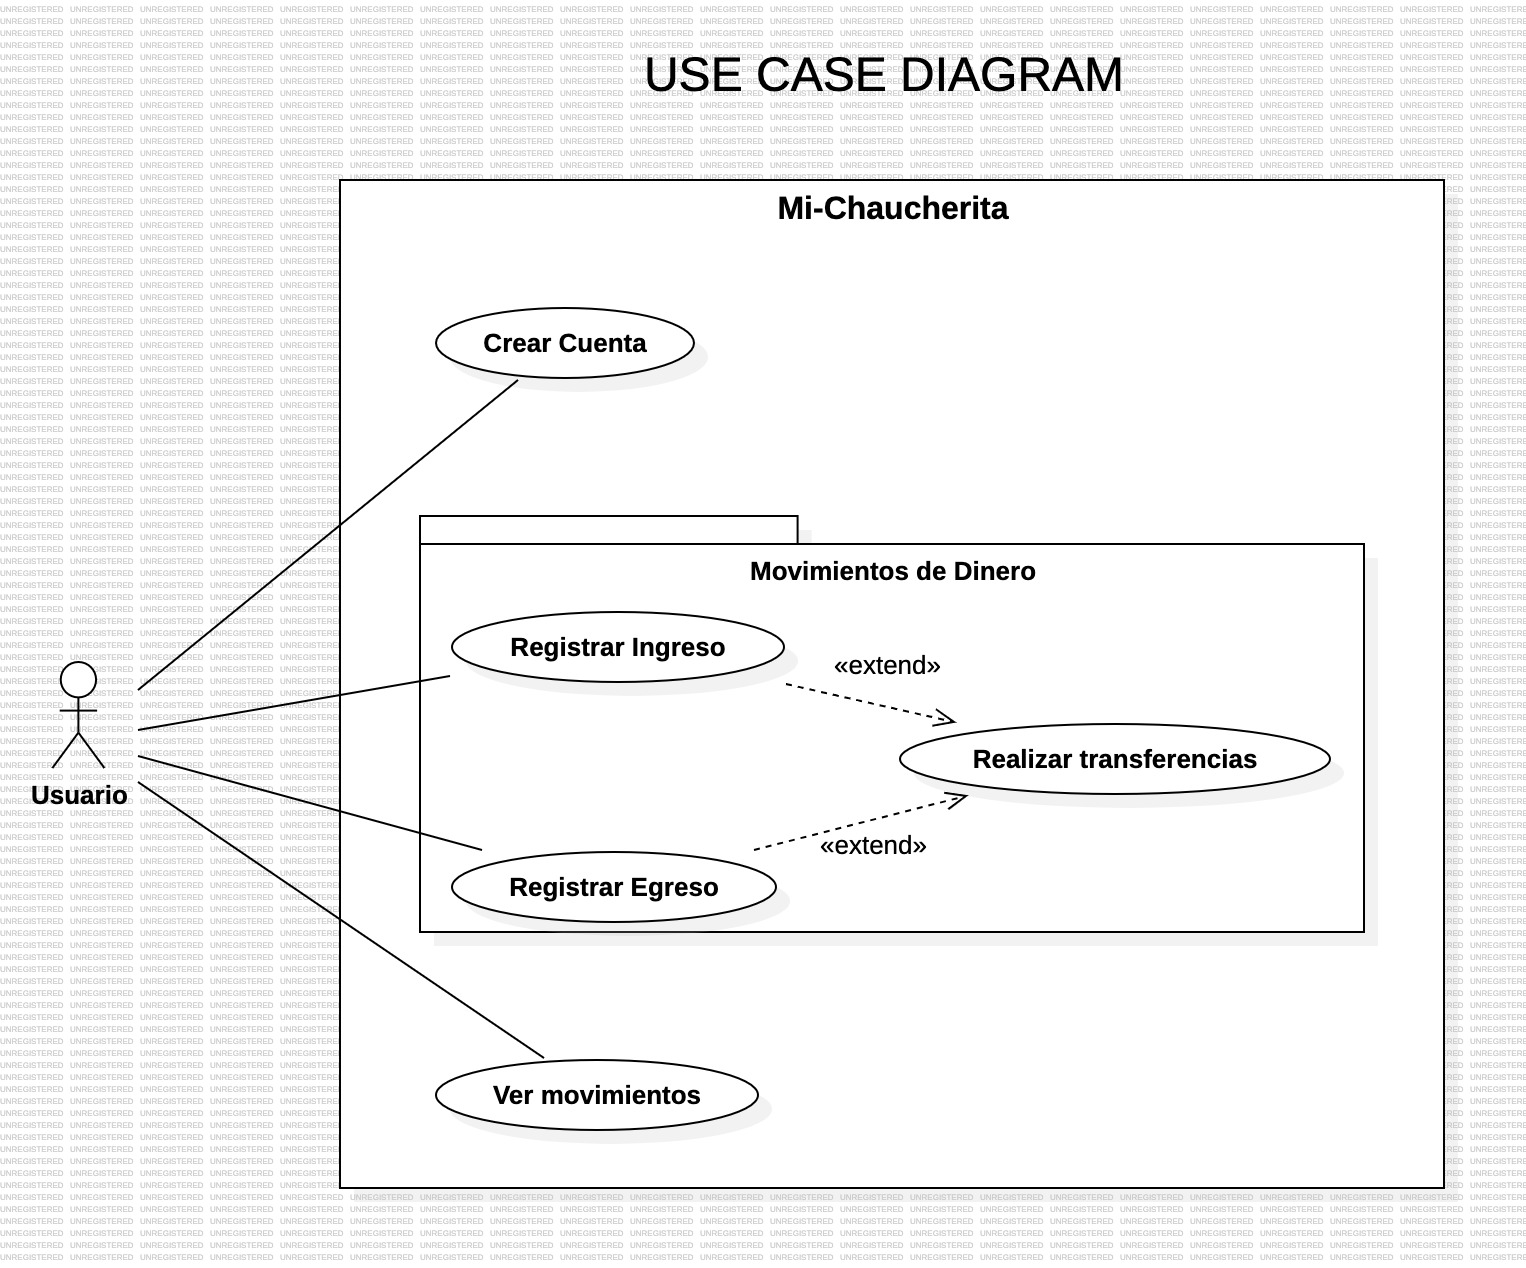 USE CASE DIAGRAM
Mi-Chaucherita
Crear Cuenta
Movimientos de Dinero
Registrar Ingreso
«extend»
Realizar transferencias
Usuario
«extend»
Registrar Egreso
Ver movimientos
UNREGISTERED